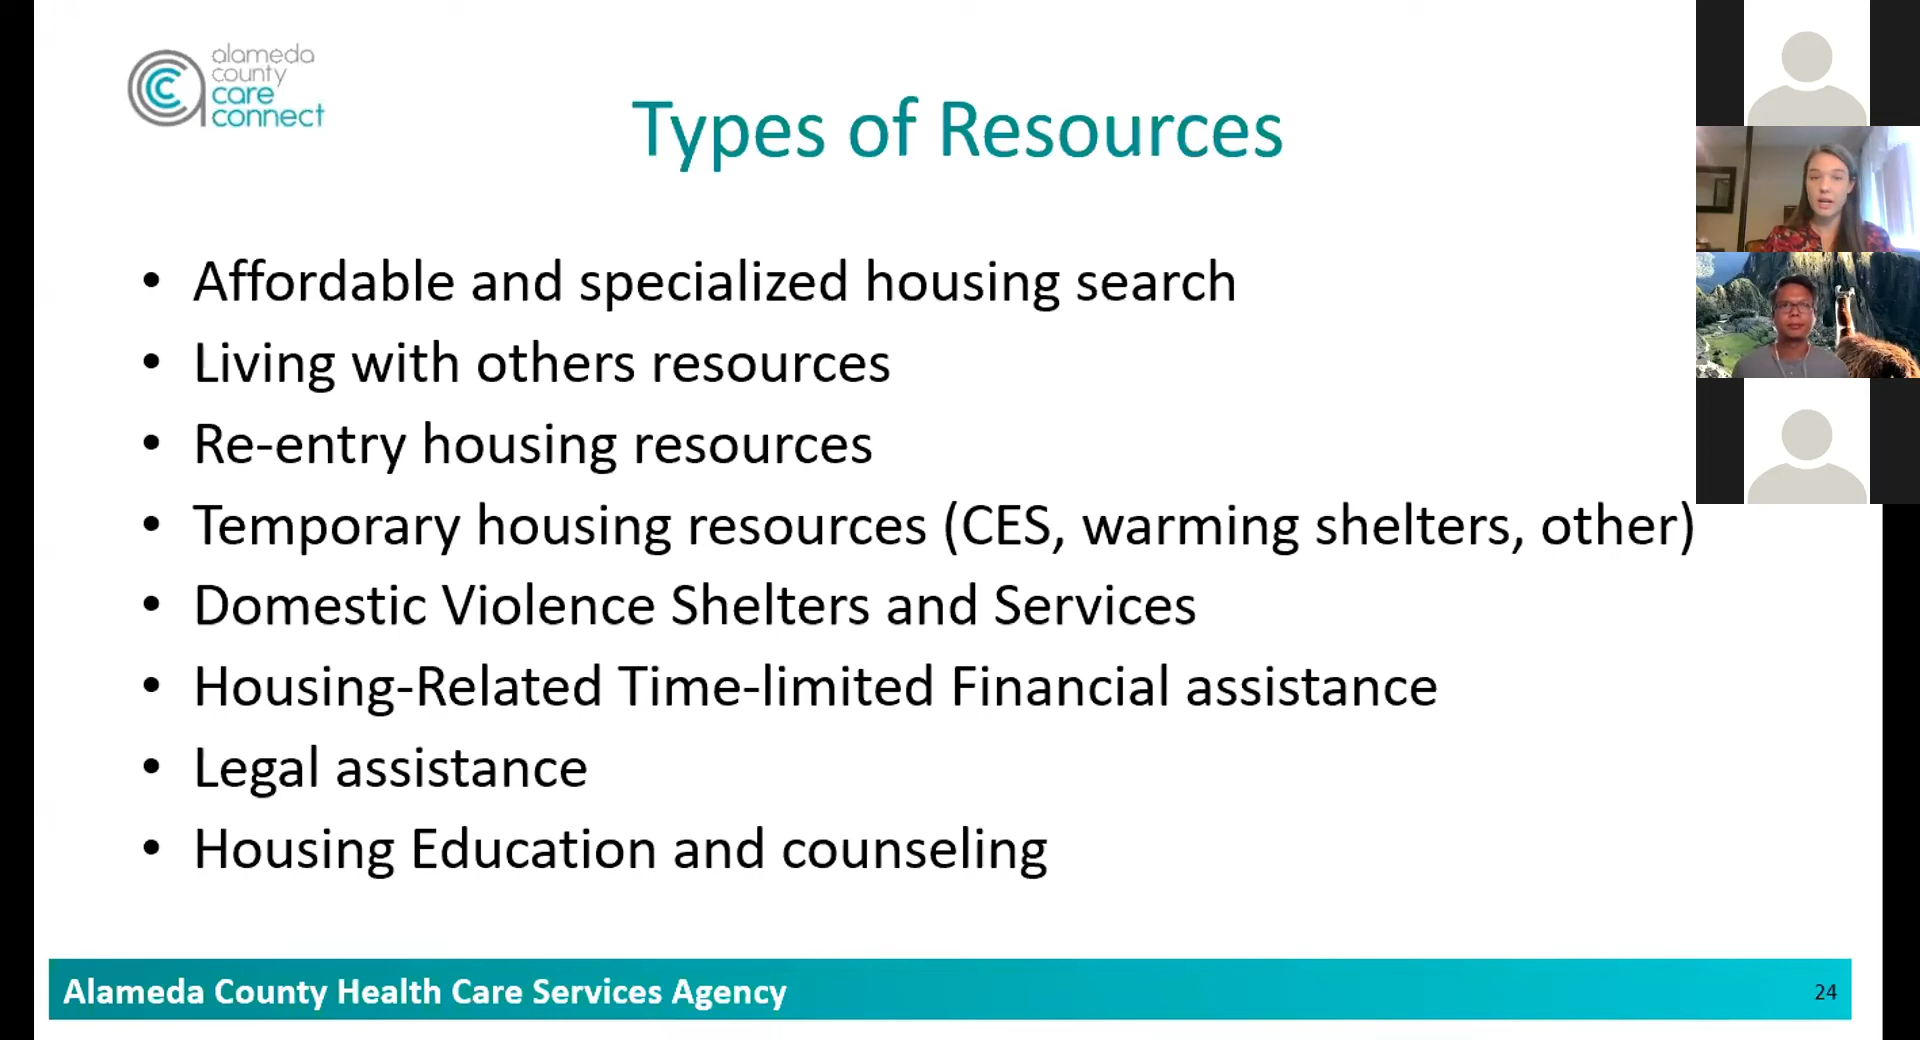 alameda
county
care
connect
Types of Resources
• Affordable and specialized housing search
• Living with others resources
• Re-entry housing resources
• Temporary housing resources (CES, warming shelters, other)
• Domestic Violence Shelters and Services
• Housing-Related Time-limited Financial assistance
• Legal assistance
• Housing Education and counseling
Alameda County Health Care Services Agency
24